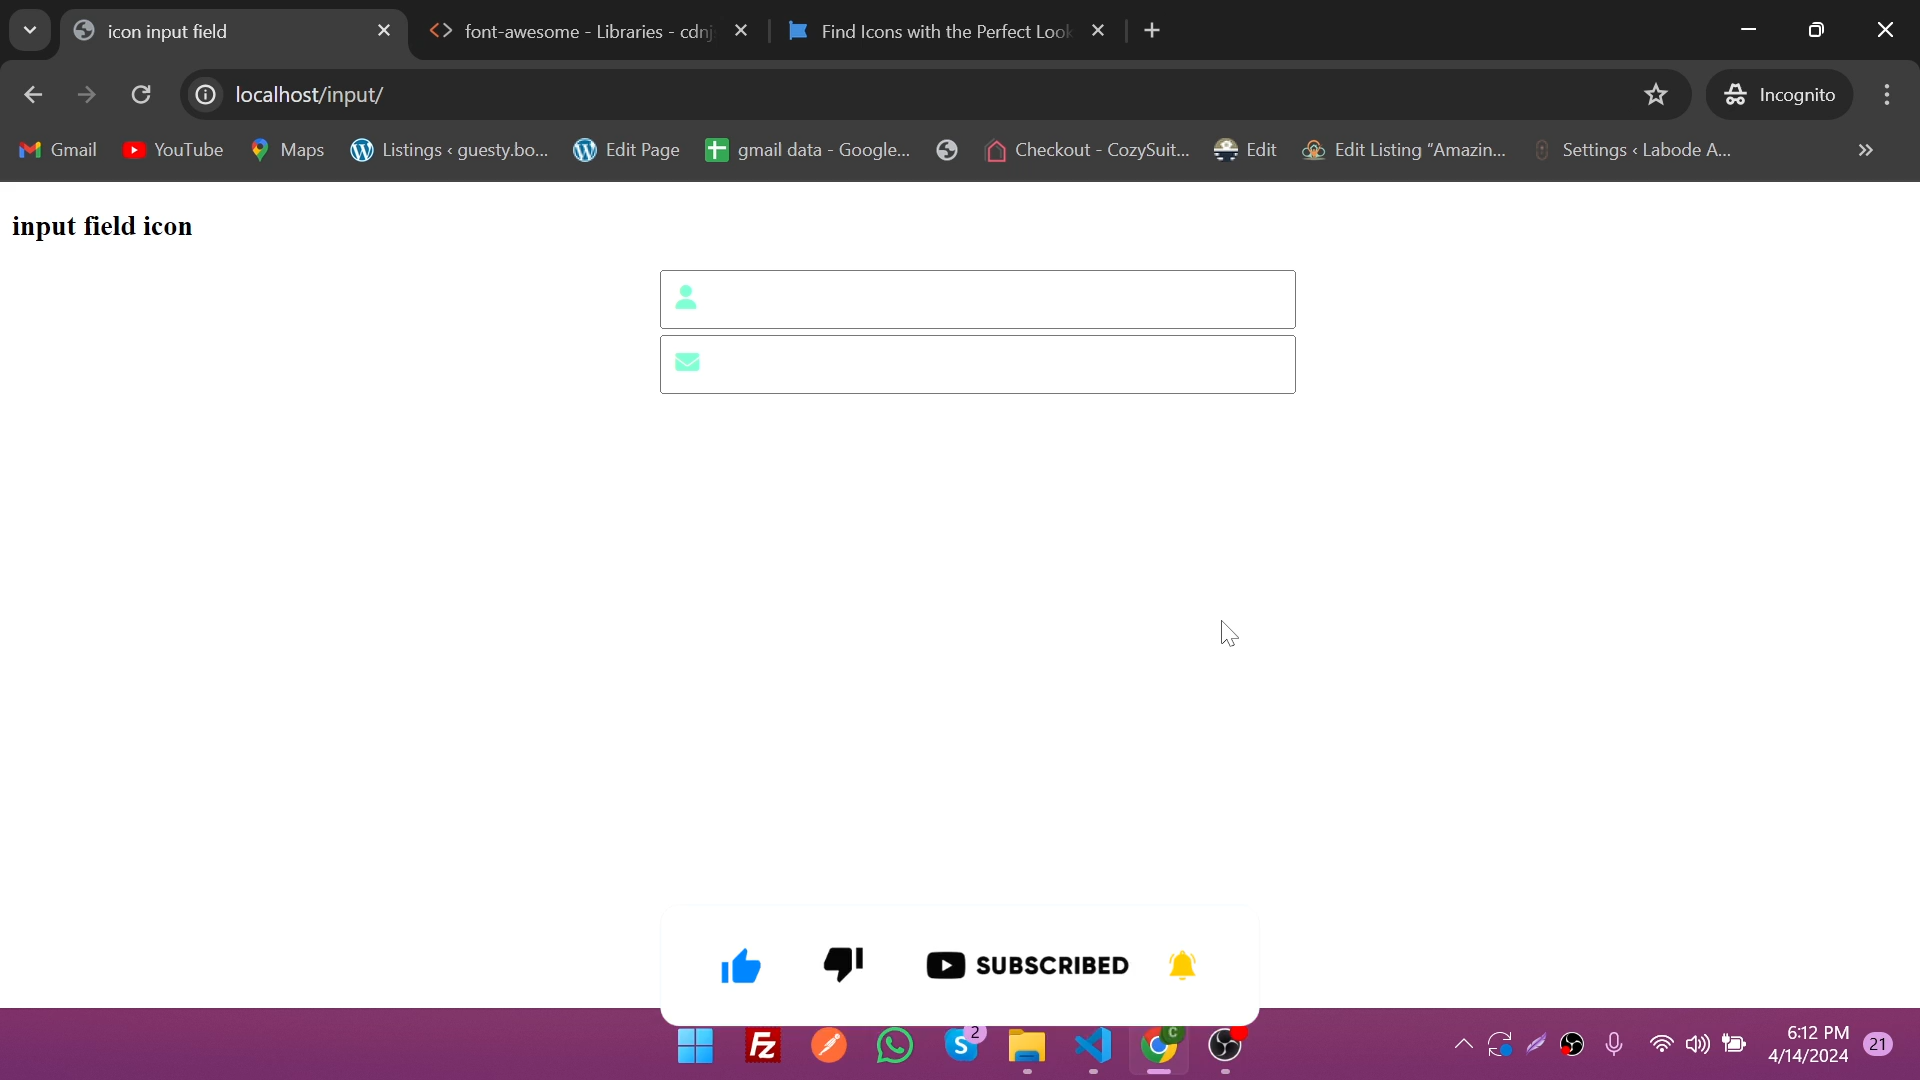 icon input field
font-awesome - Libraries - cdnj
Find Icons with the Perfect Look
localhost/input/
Incognito
Gmail
YouTube
Maps
Listings ‹ guesty.bo...
Edit Page
gmail data - Google...
Checkout - CozySuit...
Edit
Edit Listing “Amazin...
Settings ‹ Labode A...
input field icon
SUBSCRIBED
Fz
S
2
C
6:12 PM
4/14/2024
21